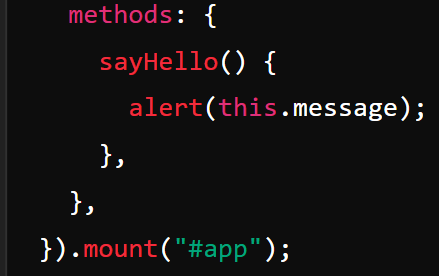 methods: {
sayHello() {
alert(this.message);
},
},
}).mount("#app");